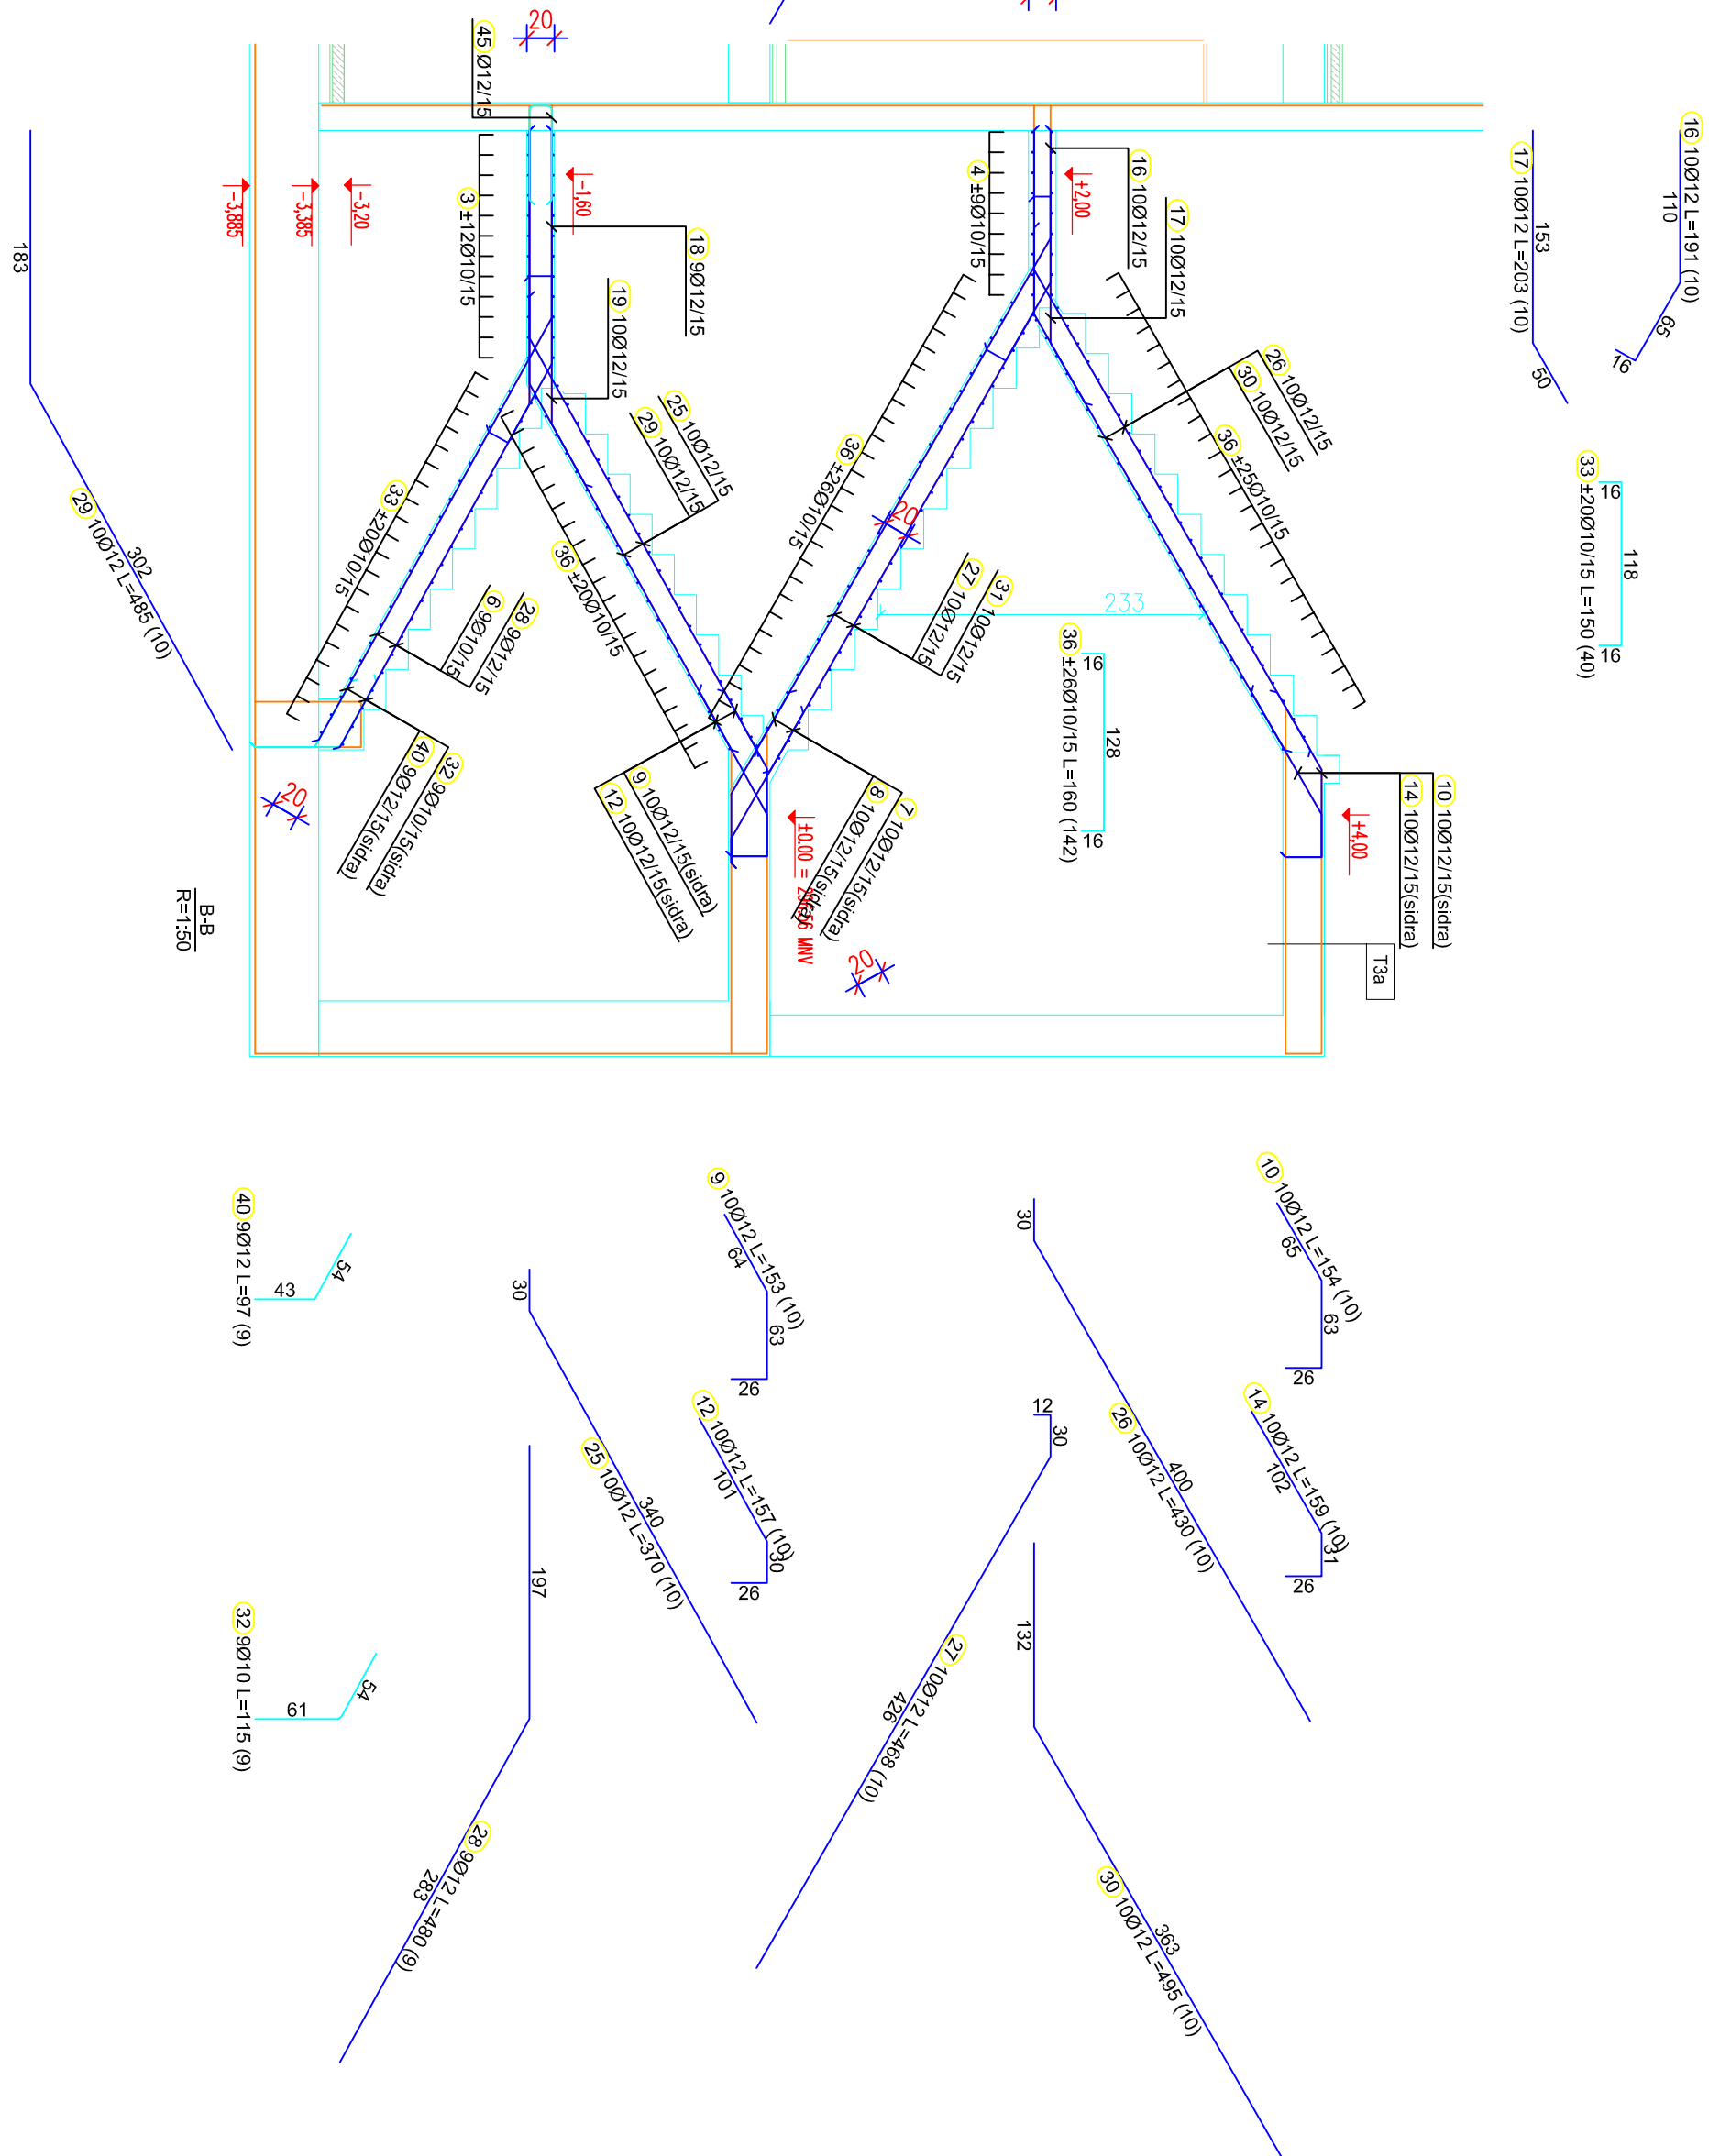 16 10Ø12 L=191 (10)
110
65
16
17 10Ø12 L=203 (10)
153
50
33 ±20Ø10/15 L=150 (40)
16
118
16
45 Ø12/15
20
3 ±12Ø10/15
-1,60
18 9Ø12/15
19 10Ø12/15
4 ±9Ø10/15
+2,00
16 10Ø12/15
17 10Ø12/15
26 10Ø12/15
30 10Ø12/15
36 ±25Ø10/15
25 10Ø12/15
29 10Ø12/15
36 ±26Ø10/15
20
33 ±20Ø10/15
36 ±20Ø10/15
28 9Ø12/15
6 9Ø10/15
31 10Ø12/15
27 10Ø12/15
233
36 ±26Ø10/15 L=160 (142)
16
128
16
-3,20
-3,385
-3,885
32 9Ø10/15(sidra)
40 9Ø12/15(sidra)
20
9 10Ø12/15(sidra)
12 10Ø12/15(sidra)
7 10Ø12/15(sidra)
8 10Ø12/15(sidra)
±0.00 = MNV
20
+4,00
10 10Ø12/15(sidra)
14 10Ø12/15(sidra)
T3a
183
302
29 10Ø12 L=485 (10)
B-B
R=1:50
10 10Ø12 L=154 (10)
65
63
26
14 10Ø12 L=159 (10)
102
31
26
30
400
26 10Ø12 L=430 (10)
9 10Ø12 L=153 (10)
64
63
26
12 10Ø12 L=157 (10)
101
30
26
12
30
27 10Ø12 L=468 (10)
426
132
363
30 10Ø12 L=495 (10)
30
340
25 10Ø12 L=370 (10)
197
28 9Ø12 L=480 (9)
283
40 9Ø12 L=97 (9)
43
54
32 9Ø10 L=115 (9)
61
54